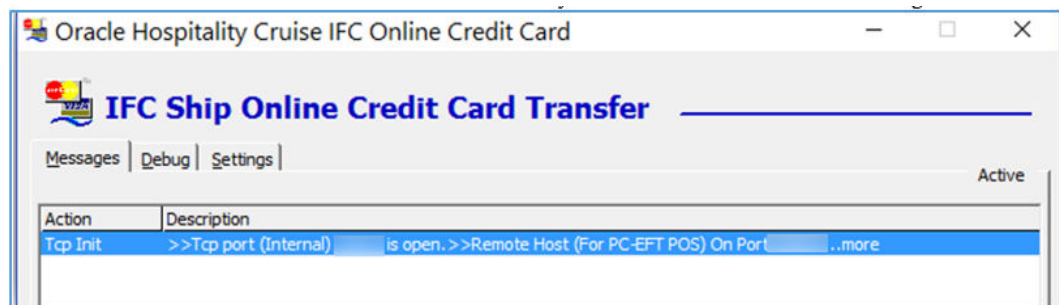 Oracle Hospitality Cruise IFC Online Credit Card
IFC Ship Online Credit Card Transfer
Messages Debug Settings
Active
Action Description
Tcp Init >>Tcp port (Internal) is open.>>Remote Host (For PC-EFT POS) On Port ..more